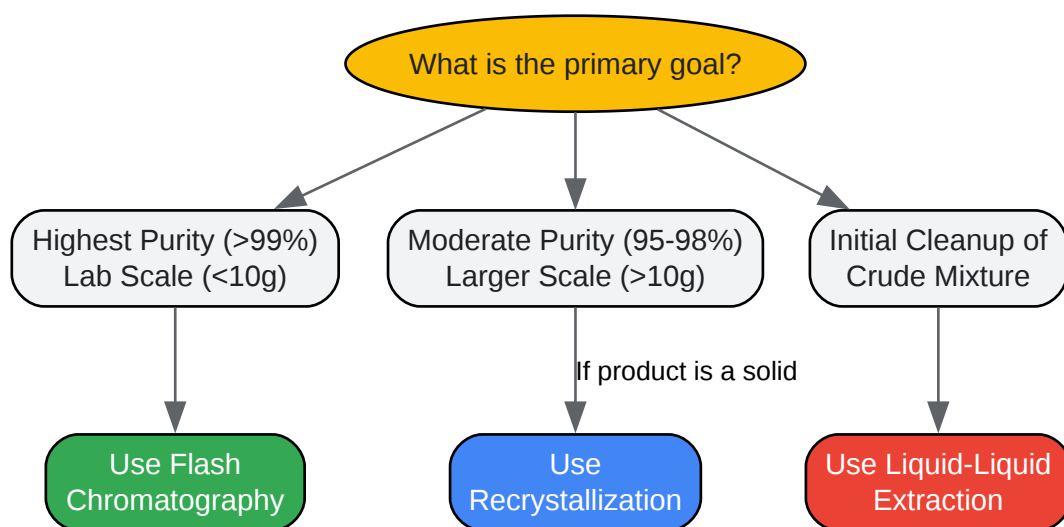 What is the primary goal?
Highest Purity (>99%)
Lab Scale (<10g)
Moderate Purity (95-98%)
Larger Scale (>10g)
Initial Cleanup of
Crude Mixture
If product is a solid
Use Flash
Chromatography
Use
Recrystallization
Use Liquid-Liquid
Extraction